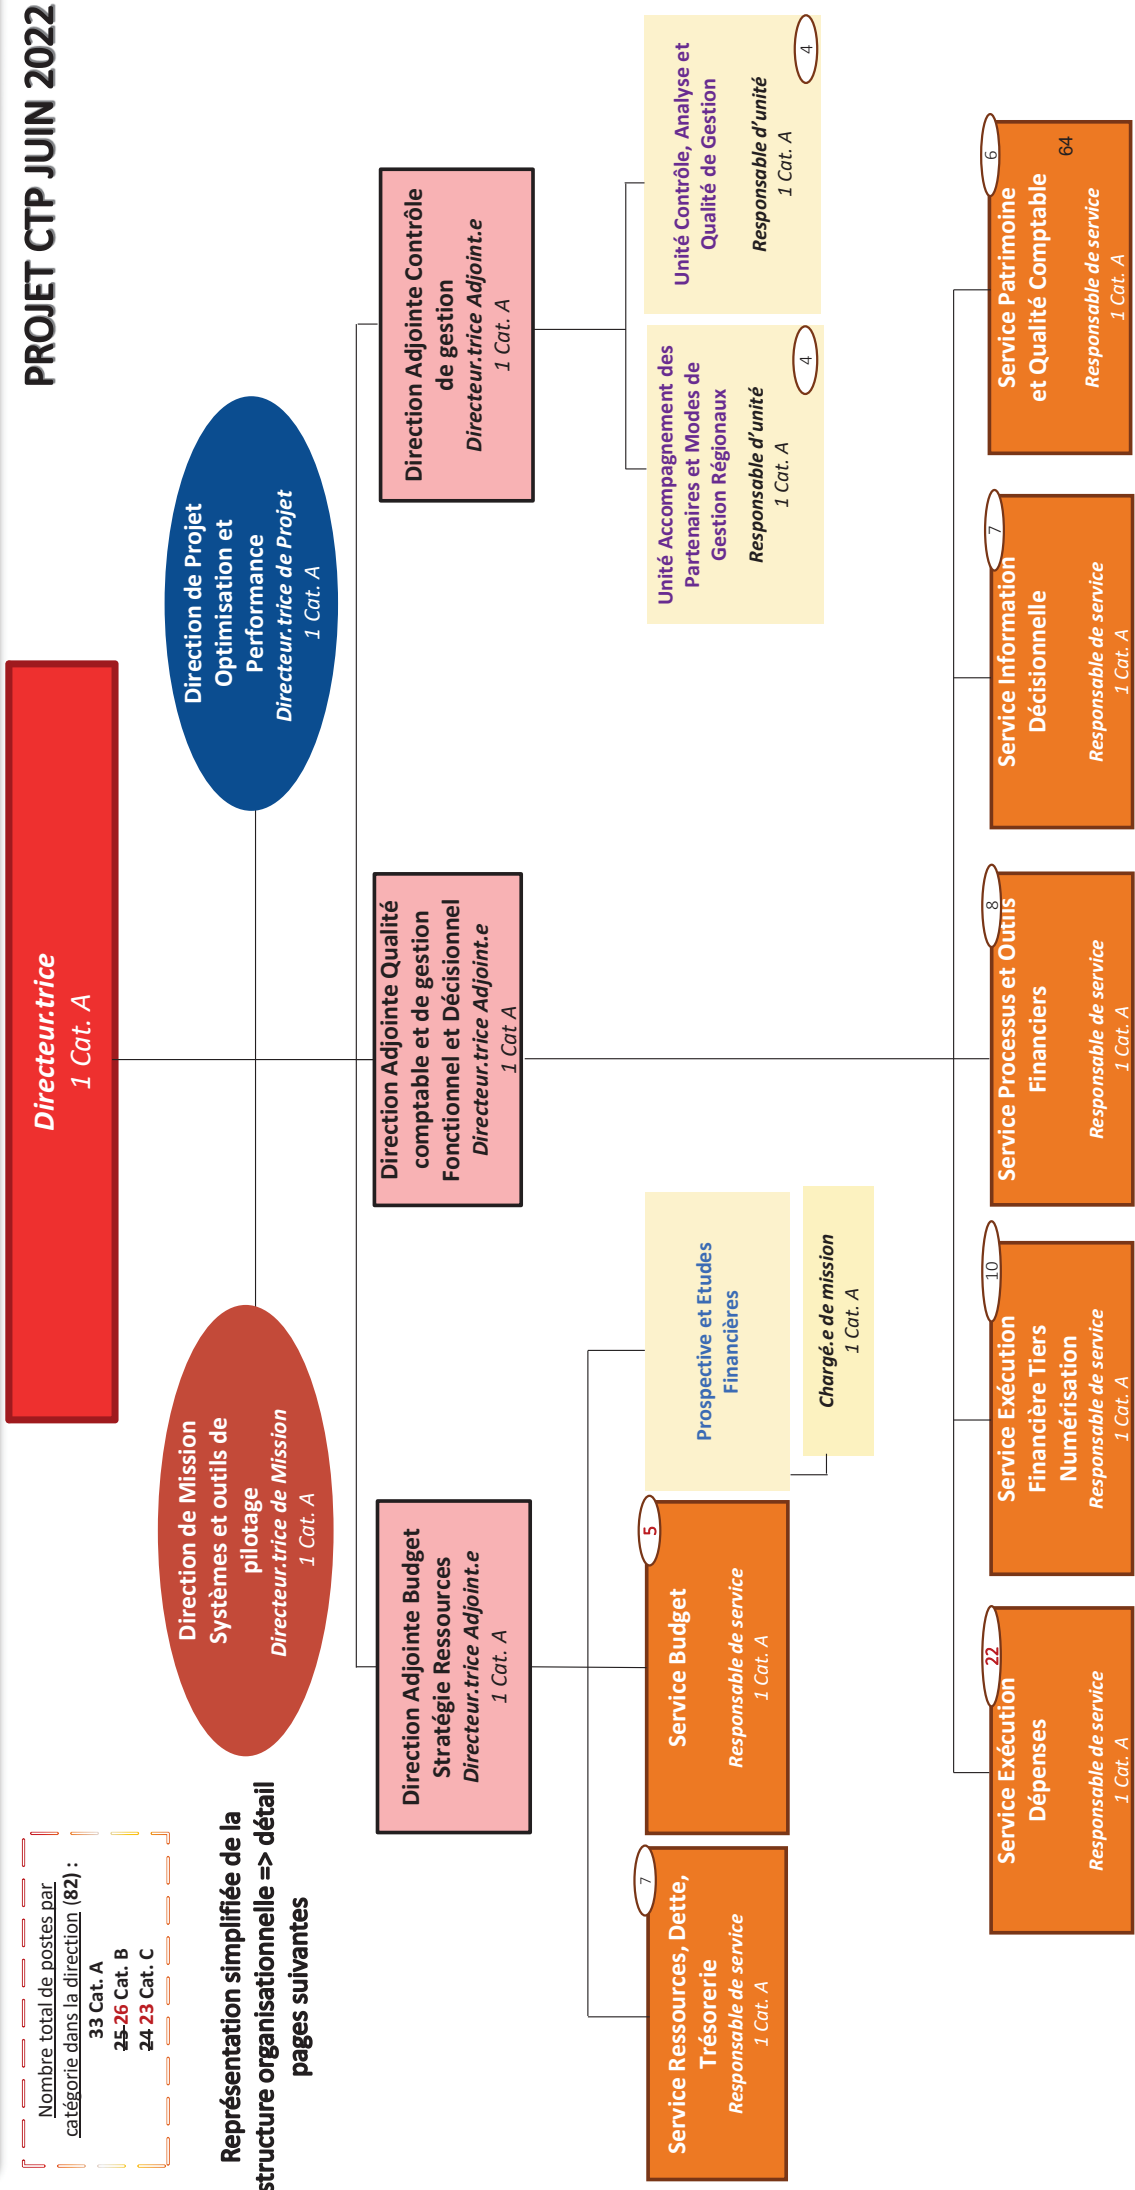 PROJET CTP JUIN 2022
Nombre total de postes par
catégorie dans la direction (82) :
33 Cat. A
25 26 Cat. B
24 23 Cat. C
Représentation simplifiée de la
structure organisationnelle => détail
pages suivantes
Directeur.trice
1 Cat. A
Direction de Mission
Systèmes et outils de
pilotage
Directeur.trice de Mission
1 Cat. A
Direction de Projet
Optimisation et
Performance
Directeur.trice de Projet
1 Cat. A
Direction Adjointe Budget
Stratégie Ressources
Directeur.trice Adjoint.e
1 Cat. A
Direction Adjointe Qualité
comptable et de gestion
Fonctionnel et Décisionnel
Directeur.trice Adjoint.e
1 Cat A
Direction Adjointe Contrôle
de gestion
Directeur.trice Adjoint.e
1 Cat. A
7
Service Ressources, Dette,
Trésorerie
Responsable de service
1 Cat. A
5
Service Budget
Responsable de service
1 Cat. A
Prospective et Etudes
Financières
Chargé.e de mission
1 Cat. A
Unité Accompagnement des
Partenaires et Modes de
Gestion Régionaux
Responsable d'unité
1 Cat. A
4
Unité Contrôle, Analyse et
Qualité de Gestion
Responsable d'unité
1 Cat. A
4
22
Service Exécution
Dépenses
Responsable de service
1 Cat. A
10
Service Exécution
Financière Tiers
Numérisation
Responsable de service
1 Cat. A
8
Service Processus et Outils
Financiers
Responsable de service
1 Cat. A
7
Service Information
Décisionnelle
Responsable de service
1 Cat. A
6
Service Patrimoine
et Qualité Comptable
64
Responsable de service
1 Cat. A